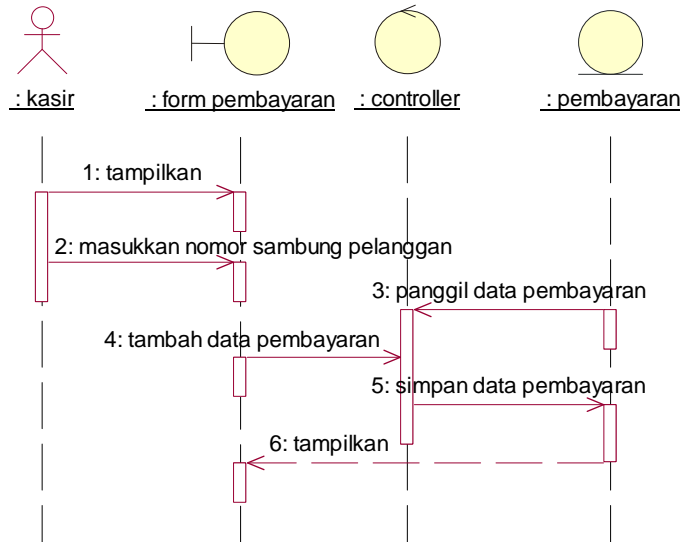 : kasir
: form pembayaran
: controller
: pembayaran
1: tampilkan
2: masukkan nomor sambung pelanggan
3: panggil data pembayaran
4: tambah data pembayaran
5: simpan data pembayaran
6: tampilkan